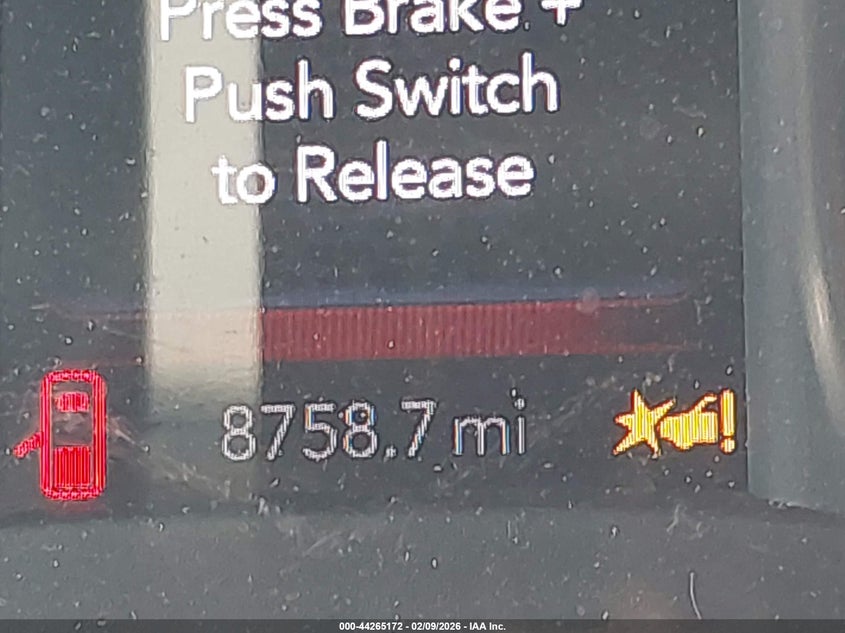 Press Brake +
Push Switch
to Release
8758.7 mi
000-44265172 - 02/09/2026 - IAA Inc.